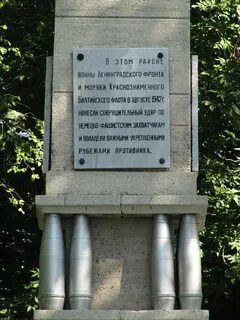 В ЭТОМ РАЙОНЕ
ВОИНЫ ЛЕНИНГРАДСКОГО ФРОНТА
И МОРЯКИ КРАСНОЗНАМЕННОГО
БАЛТИЙСКОГО ФЛОТА В АВГУСТЕ 1942Г.
НАНЕСЛИ СОКРУШИТЕЛЬНЫЙ УДАР ПО
НЕМЕЦКО-ФАШИСТСКИМ ЗАХВАТЧИКАМ
И ОВЛАДЕЛИ ВАЖНЫМИ УКРЕПЛЕННЫМИ
РУБЕЖАМИ ПРОТИВНИКА.